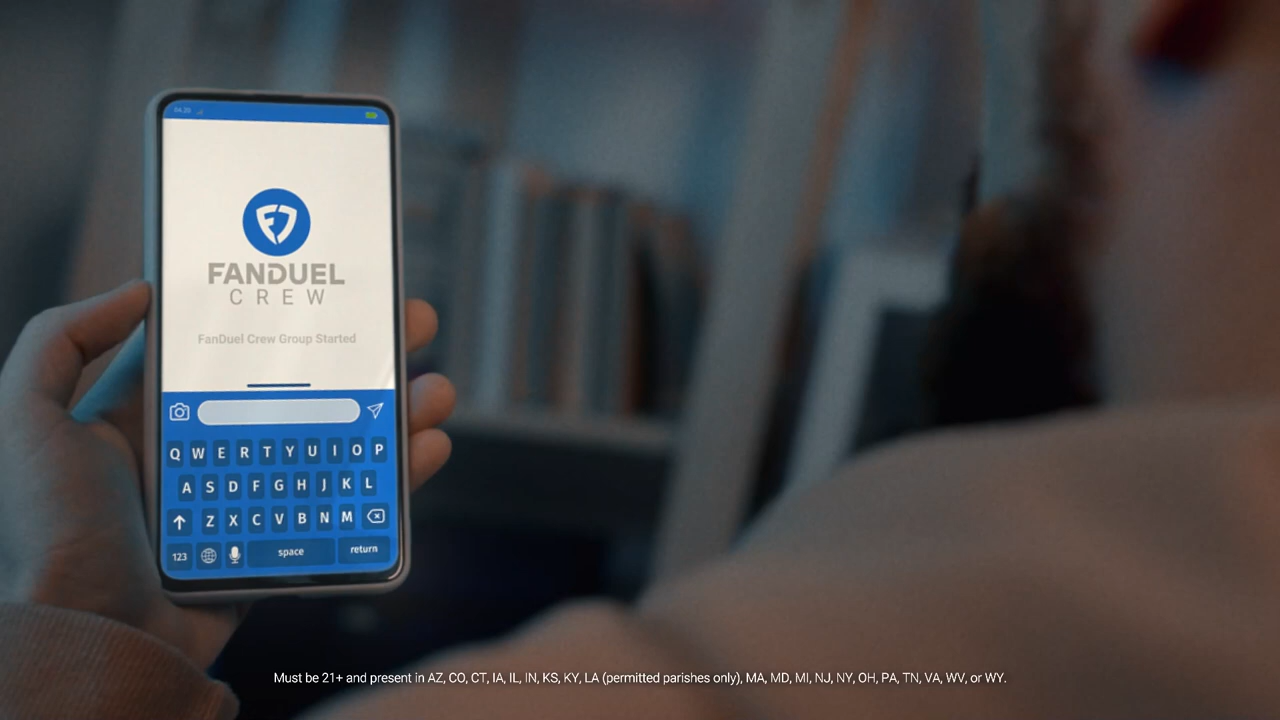 FANDUEL
CREW
FanDuel Crew Group Started
Q W E R T Y U I O P
A S D F G H J K L
Z X C V B N M
123 space return
Must be 21+ and present in AZ, CO, CT, IA, IL, IN, KS, KY, LA (permitted parishes only), MA, MD, MI, NJ, NY, OH, PA, TN, VA, WV, or WY.